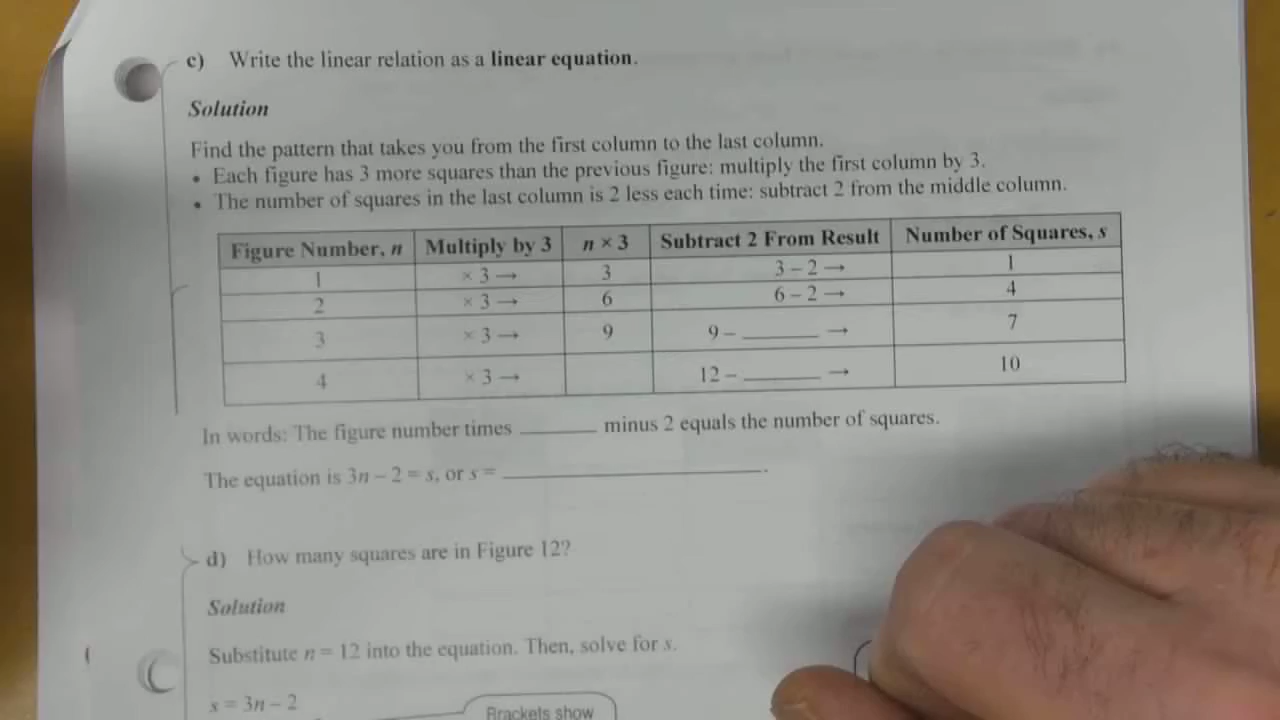 c) Write the linear relation as a linear equation.
Solution
Find the pattern that takes you from the first column to the last column.
• Each figure has 3 more squares than the previous figure: multiply the first column by 3.
• The number of squares in the last column is 2 less each time: subtract 2 from the middle column.
Figure Number, n Multiply by 3 n × 3 Subtract 2 From Result Number of Squares, s
1 × 3 → 3 3 – 2 → 1
2 × 3 → 6 6 – 2 → 4
3 × 3 → 9 9 – ________ → 7
4 × 3 → 12 – ________ → 10
In words: The figure number times ________ minus 2 equals the number of squares.
The equation is 3n – 2 = s, or s = __________________________.
d) How many squares are in Figure 12?
Solution
Substitute n = 12 into the equation. Then, solve for s.
s = 3n – 2
Brackets show